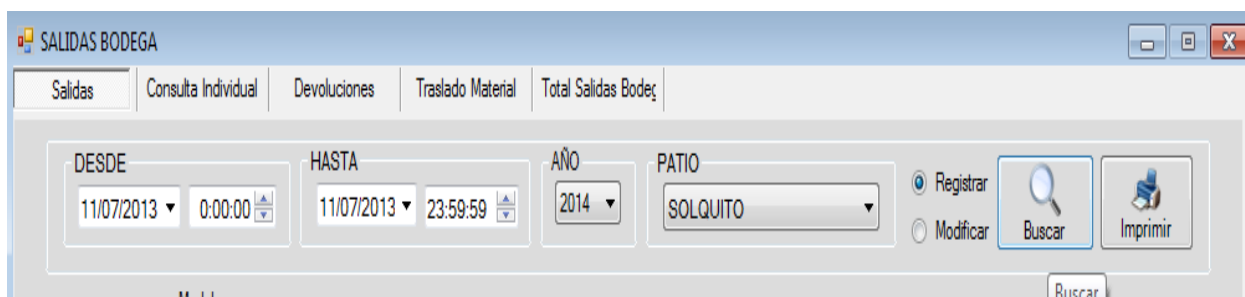 SALIDAS BODEGA
Salidas Consulta Individual Devoluciones Traslado Material Total Salidas Bodeg
DESDE HASTA AÑO PATIO
11/07/2013 0:00:00 11/07/2013 23:59:59 2014 SOLQUITO
Registrar
Modificar
Buscar Imprimir
Buscar